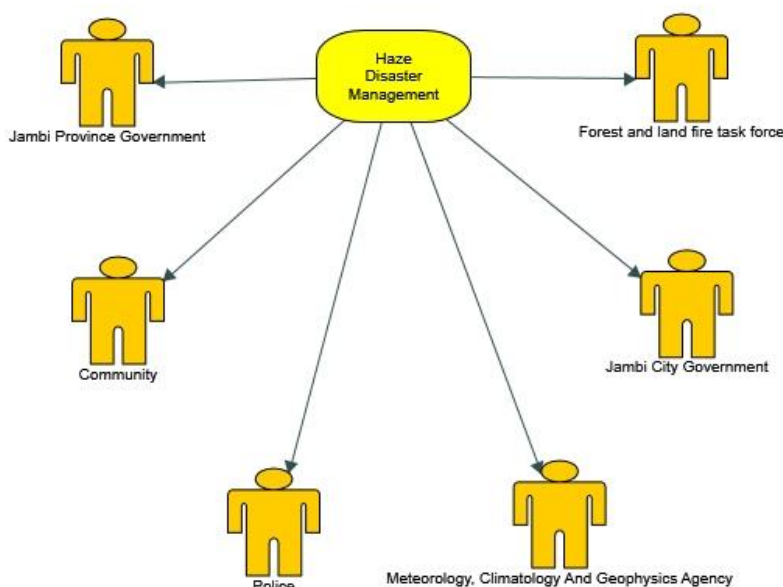 Haze
Disaster
Management
Jambi Province Government
Forest and land fire task force
Community
Jambi City Government
Police
Meteorology, Climatology And Geophysics Agency